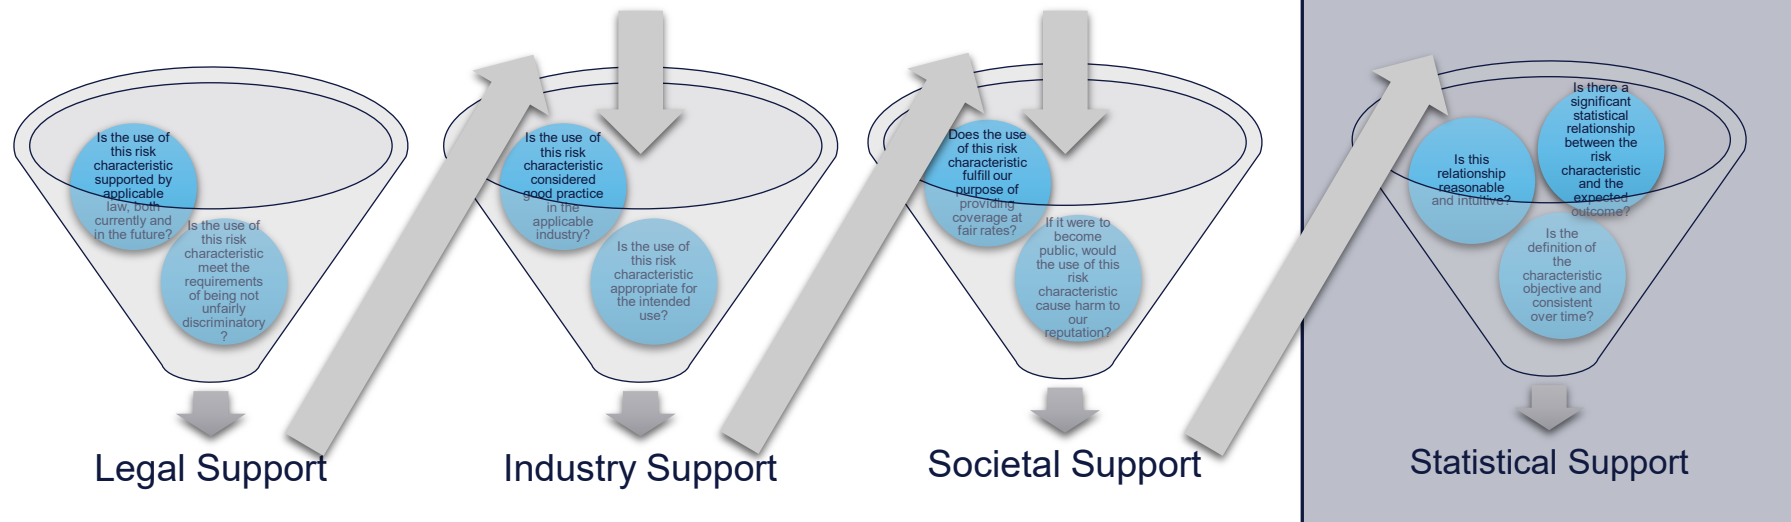 Is the use of
this risk
characteristic
supported by
applicable
law, both
currently and
in the future?
Is the use of
this risk
characteristic
meet the
requirements
of being not
unfairly
discriminatory
?
Legal Support
Is the use of
this risk
characteristic
considered
good practice
in the
applicable
industry?
Is the use of
this risk
characteristic
appropriate for
the intended
use?
Industry Support
Does the use
of this risk
characteristic
fulfill our
purpose of
providing
coverage at
fair rates?
If it were to
become
public, would
the use of this
risk
characteristic
cause harm to
our
reputation?
Societal Support
Is this
relationship
reasonable
and intuitive?
Is there a
significant
statistical
relationship
between the
risk
characteristic
and the
expected
outcome?
Is the
definition of
the
characteristic
objective and
consistent
over time?
Statistical Support